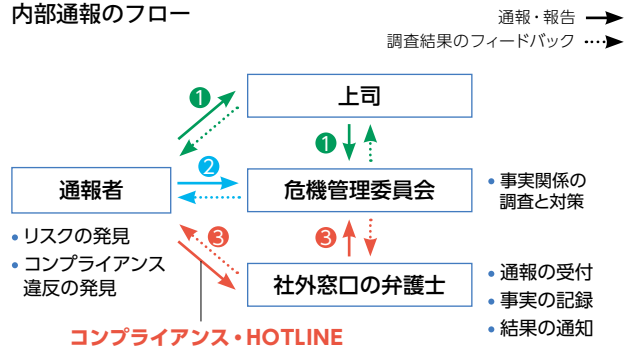 内部通報のフロー
通報・報告
調査結果のフィードバック
1
上司
1
2
通報者
危機管理委員会
• 事実関係の
調査と対策
• リスクの発見
• コンプライアンス
違反の発見
3
3
社外窓口の弁護士
• 通報の受付
• 事実の記録
• 結果の通知
コンプライアンス・HOTLINE